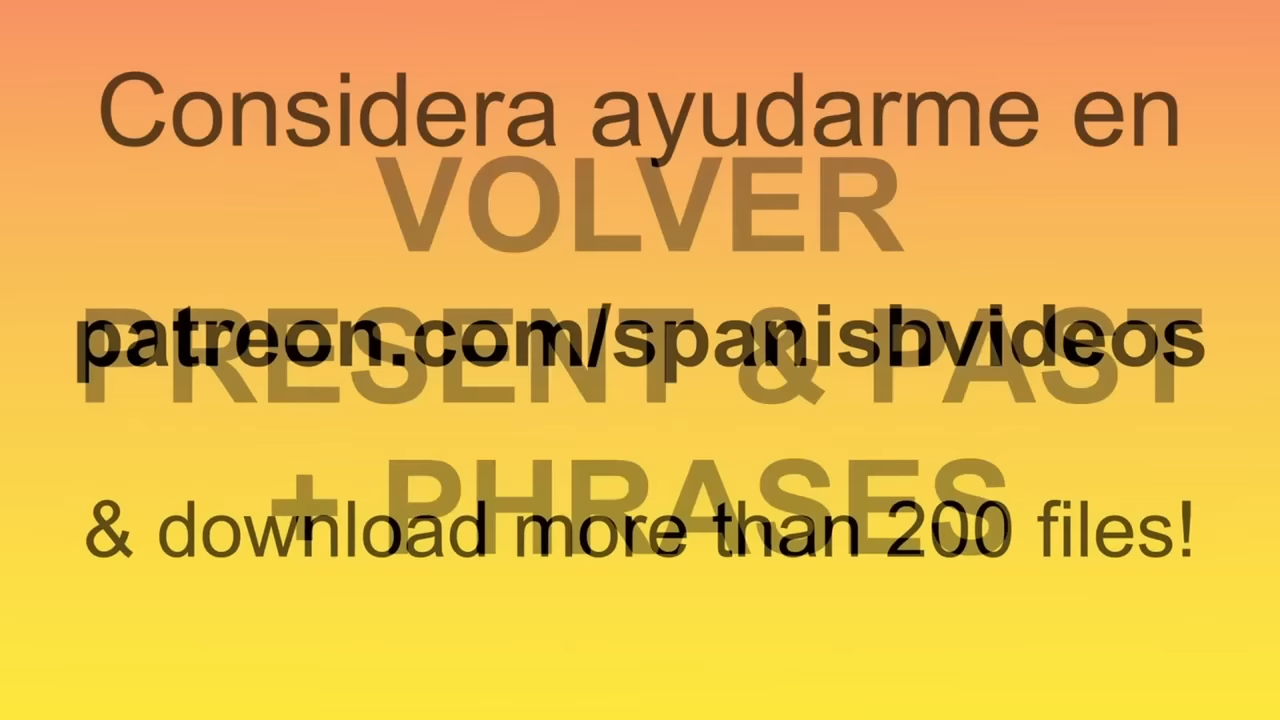 Considera ayudarme en
VOLVER
patreon.com/spanishvideos
PRESENT & PAST
+ PHRASES
& download more than 200 files!